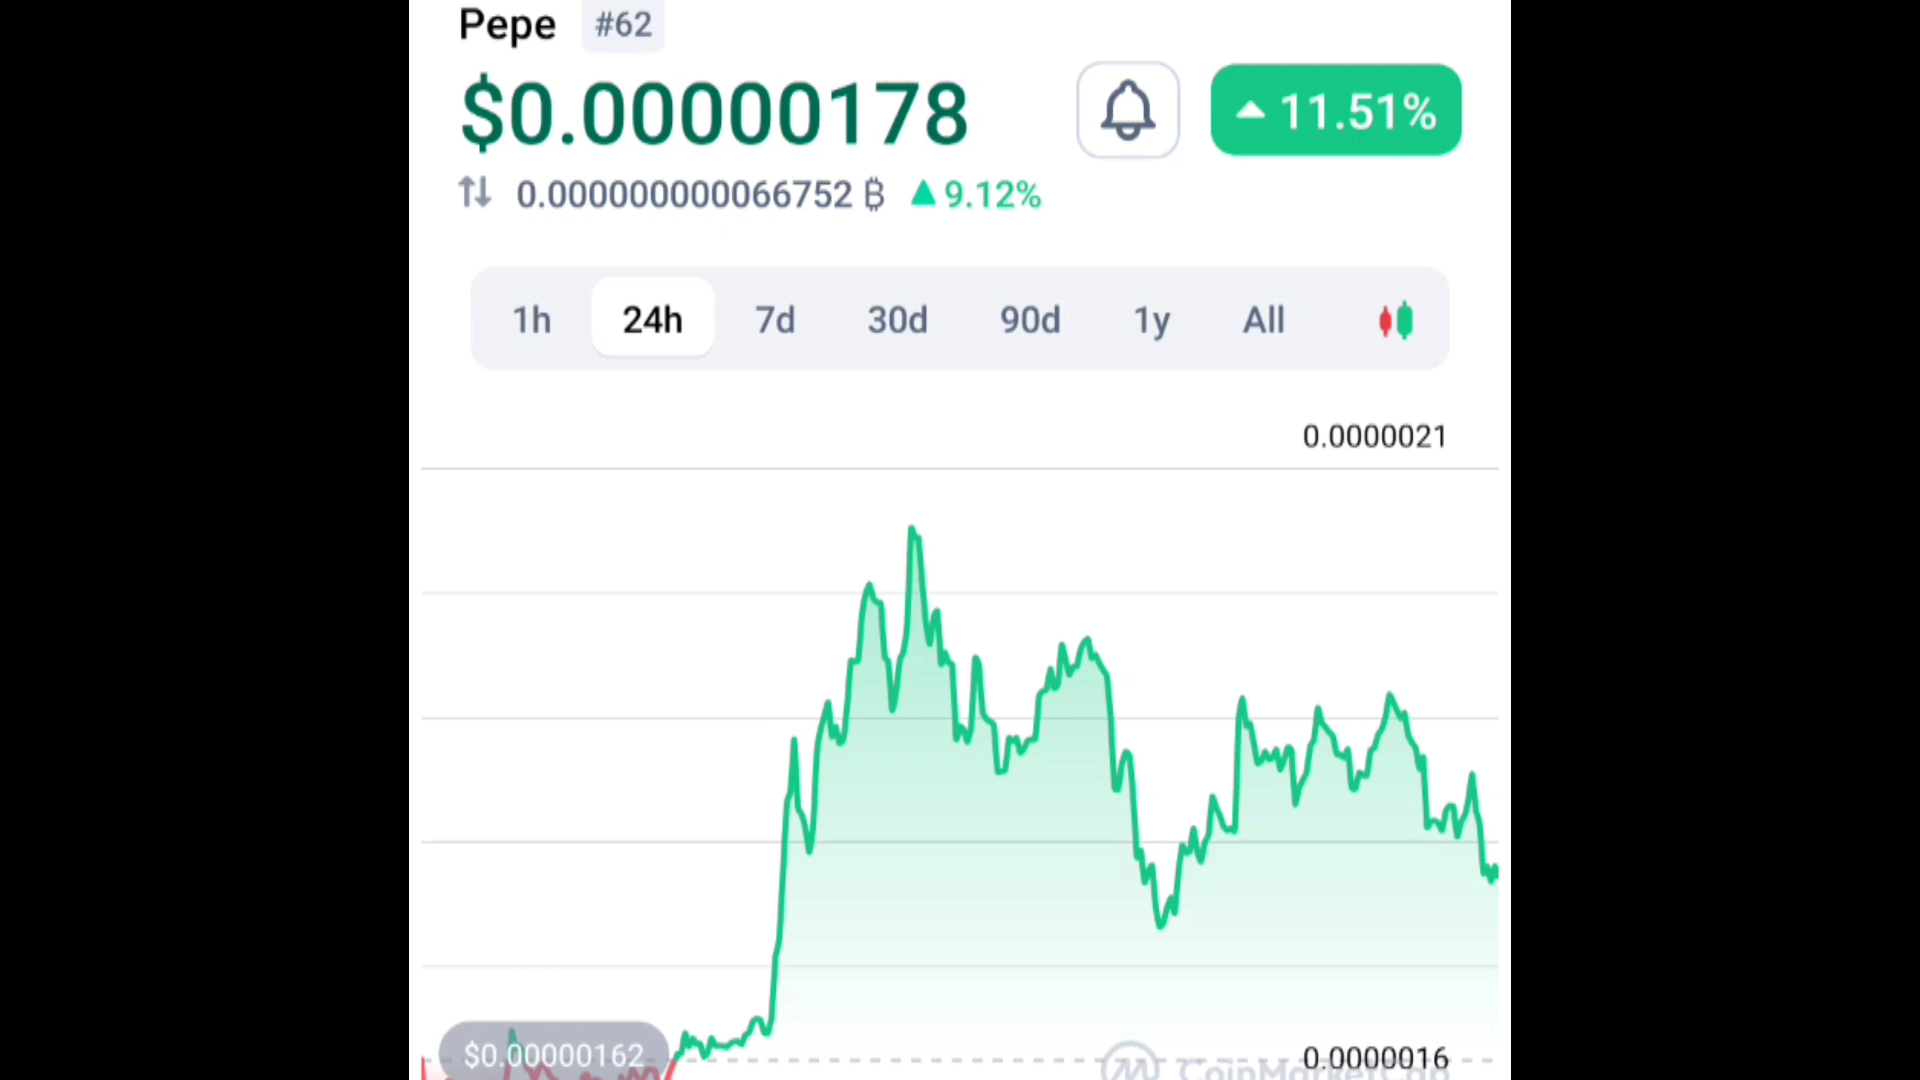 Pepe #62
$0.00000178
11.51%
0.000000000066752 ₿ 9.12%
1h 24h 7d 30d 90d 1y All
0.0000021
$0.00000162
0.0000016
CoinMarketCap